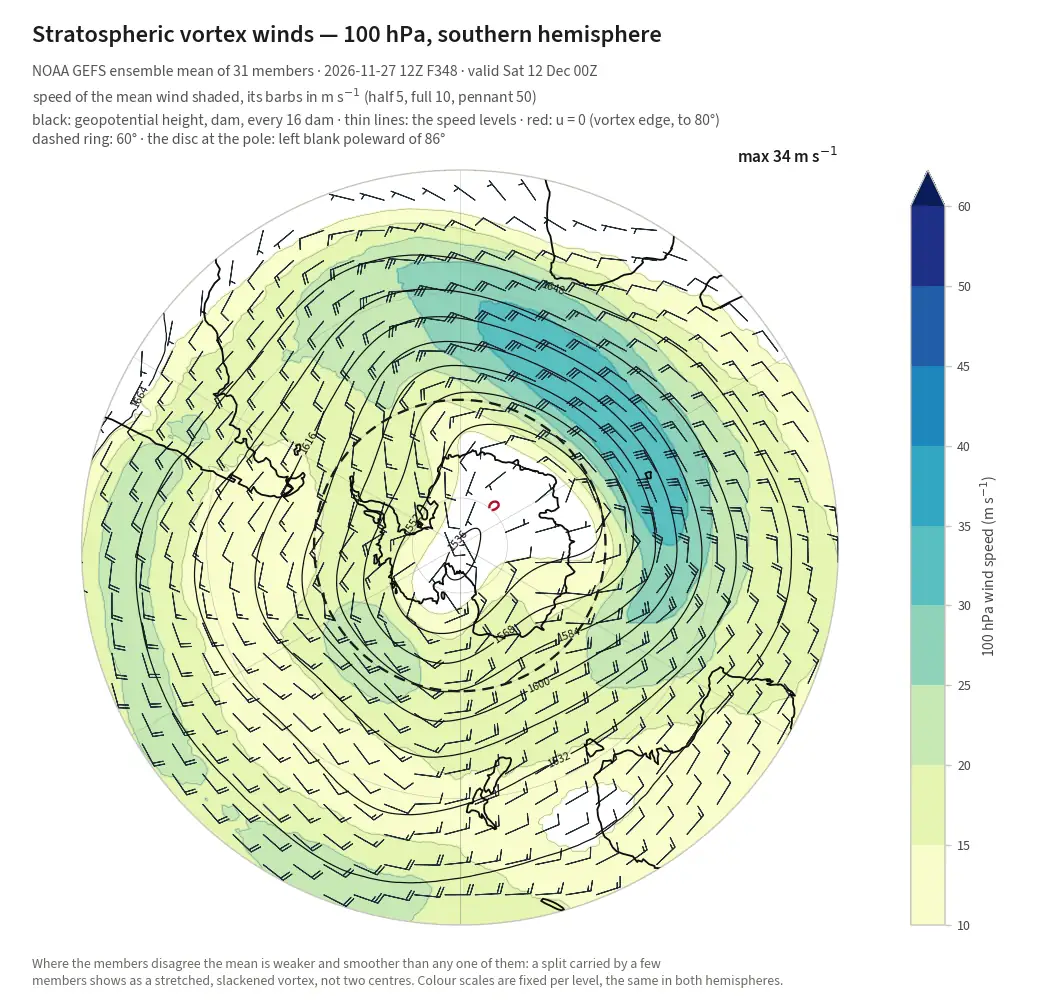 Stratospheric vortex winds — 100 hPa, southern hemisphere
NOAA GEFS ensemble mean of 31 members · 2026-11-27 12Z F348 · valid Sat 12 Dec 00Z
speed of the mean wind shaded, its barbs in m s⁻¹ (half 5, full 10, pennant 50)
black: geopotential height, dam, every 16 dam · thin lines: the speed levels · red: u = 0 (vortex edge, to 80°)
dashed ring: 60° · the disc at the pole: left blank poleward of 86°
max 34 m s⁻¹
60
50
45
40
35
30
25
20
15
10
100 hPa wind speed (m s⁻¹)
1640
1664
1616
1552
1536
1568
1584
1600
1632
Where the members disagree the mean is weaker and smoother than any one of them: a split carried by a few
members shows as a stretched, slackened vortex, not two centres. Colour scales are fixed per level, the same in both hemispheres.